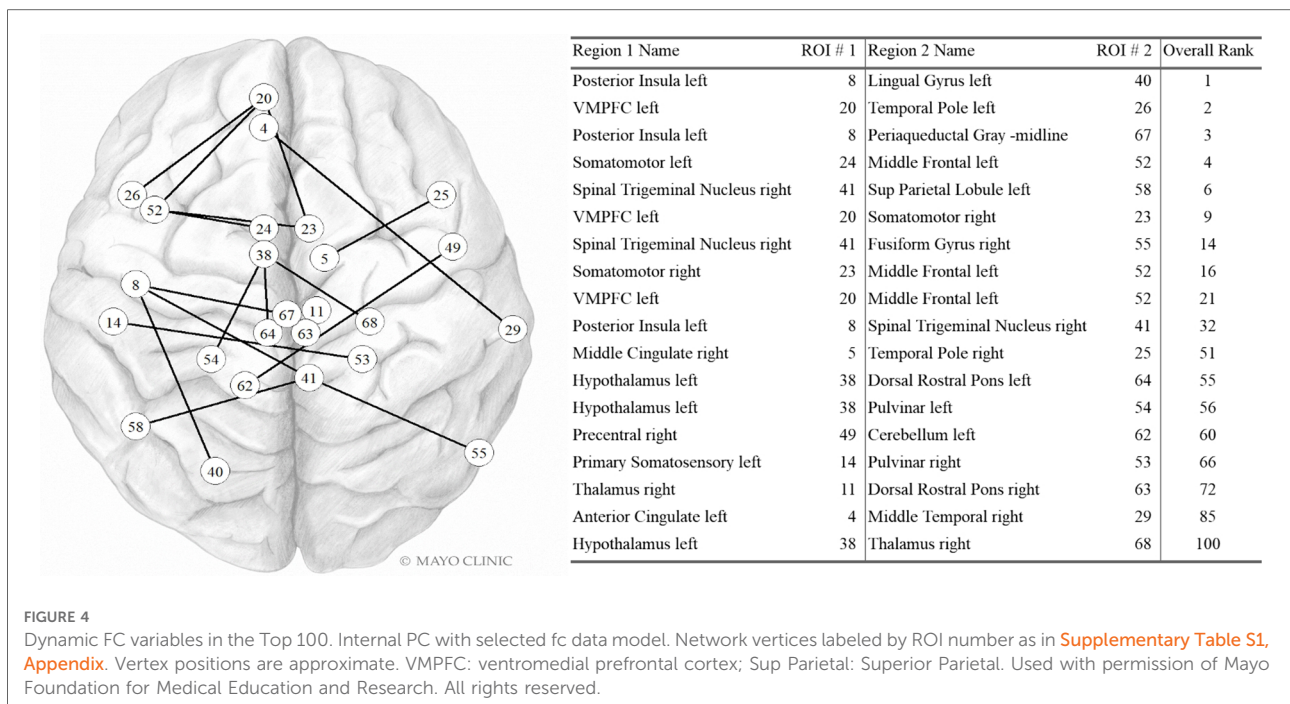 20
4
26
52
25
24
23
49
38
5
8
67
11
14
64
63
68
29
54
53
62
41
58
55
40
© MAYO CLINIC
Region 1 Name ROI # 1 Region 2 Name ROI # 2 Overall Rank
Posterior Insula left 8 Lingual Gyrus left 40 1
VMPFC left 20 Temporal Pole left 26 2
Posterior Insula left 8 Periaqueductal Gray -midline 67 3
Somatomotor left 24 Middle Frontal left 52 4
Spinal Trigeminal Nucleus right 41 Sup Parietal Lobule left 58 6
VMPFC left 20 Somatomotor right 23 9
Spinal Trigeminal Nucleus right 41 Fusiform Gyrus right 55 14
Somatomotor right 23 Middle Frontal left 52 16
VMPFC left 20 Middle Frontal left 52 21
Posterior Insula left 8 Spinal Trigeminal Nucleus right 41 32
Middle Cingulate right 5 Temporal Pole right 25 51
Hypothalamus left 38 Dorsal Rostral Pons left 64 55
Hypothalamus left 38 Pulvinar left 54 56
Precentral right 49 Cerebellum left 62 60
Primary Somatosensory left 14 Pulvinar right 53 66
Thalamus right 11 Dorsal Rostral Pons right 63 72
Anterior Cingulate left 4 Middle Temporal right 29 85
Hypothalamus left 38 Thalamus right 68 100
FIGURE 4
Dynamic FC variables in the Top 100. Internal PC with selected fc data model. Network vertices labeled by ROI number as in Supplementary Table S1,
Appendix. Vertex positions are approximate. VMPFC: ventromedial prefrontal cortex; Sup Parietal: Superior Parietal. Used with permission of Mayo
Foundation for Medical Education and Research. All rights reserved.